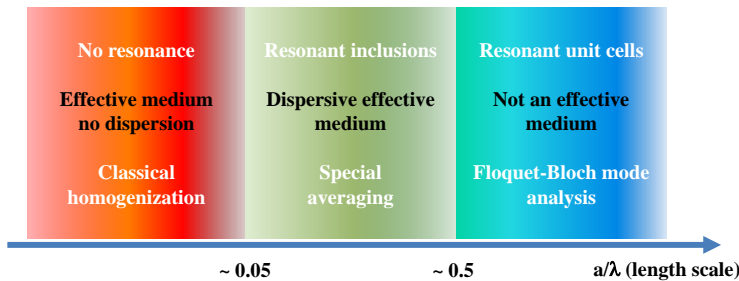 No resonance
Effective medium
no dispersion
Classical
homogenization
Resonant inclusions
Dispersive effective
medium
Special
averaging
Resonant unit cells
Not an effective
medium
Floquet-Bloch mode
analysis
~ 0.05
~ 0.5
a/λ (length scale)